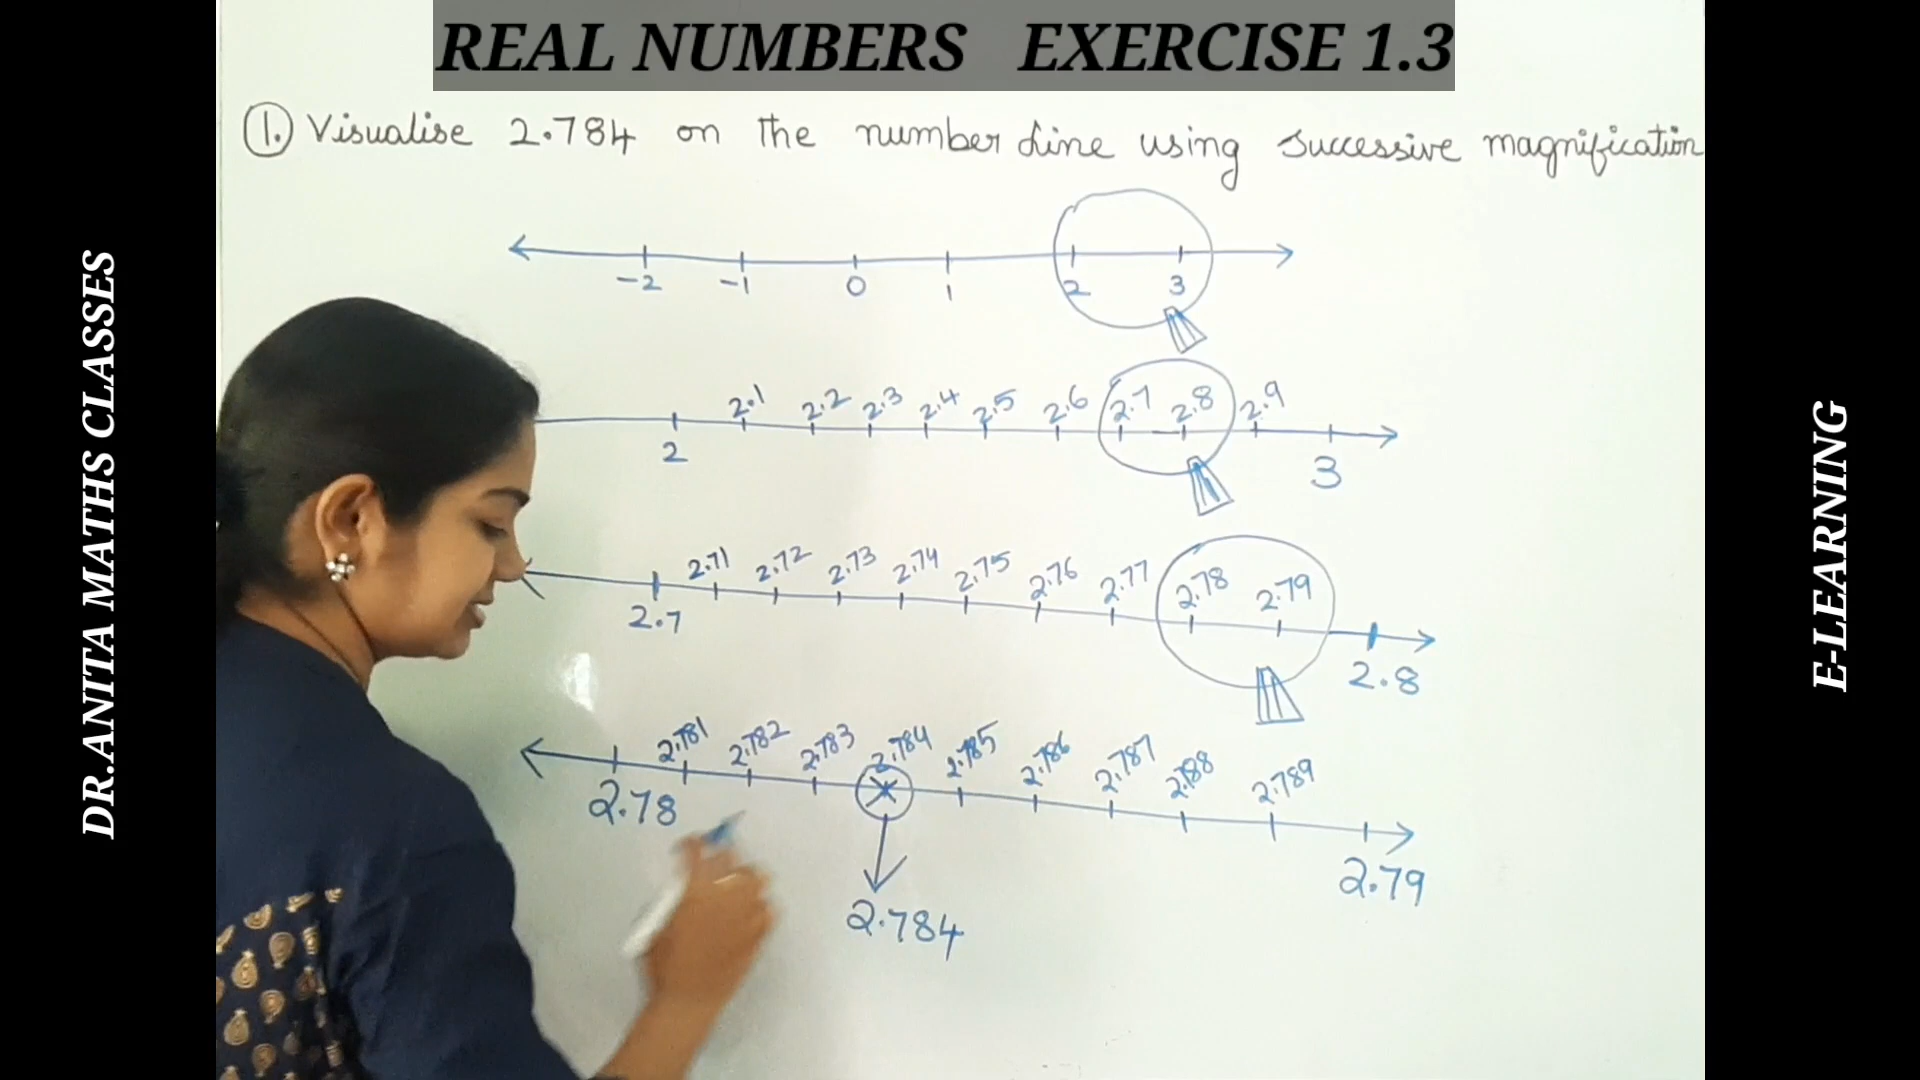 REAL NUMBERS EXERCISE 1.3
1. Visualise 2.784 on the number line using successive magnification
-2 -1 0 1 2 3
2.1 2.2 2.3 2.4 2.5 2.6 2.7 2.8 2.9
2 3
2.71 2.72 2.73 2.74 2.75 2.76 2.77 2.78 2.79
2.7 2.8
2.781 2.782 2.783 2.784 2.785 2.786 2.787 2.788 2.789
2.78 2.79
2.784
DR.ANITA MATHS CLASSES
E-LEARNING